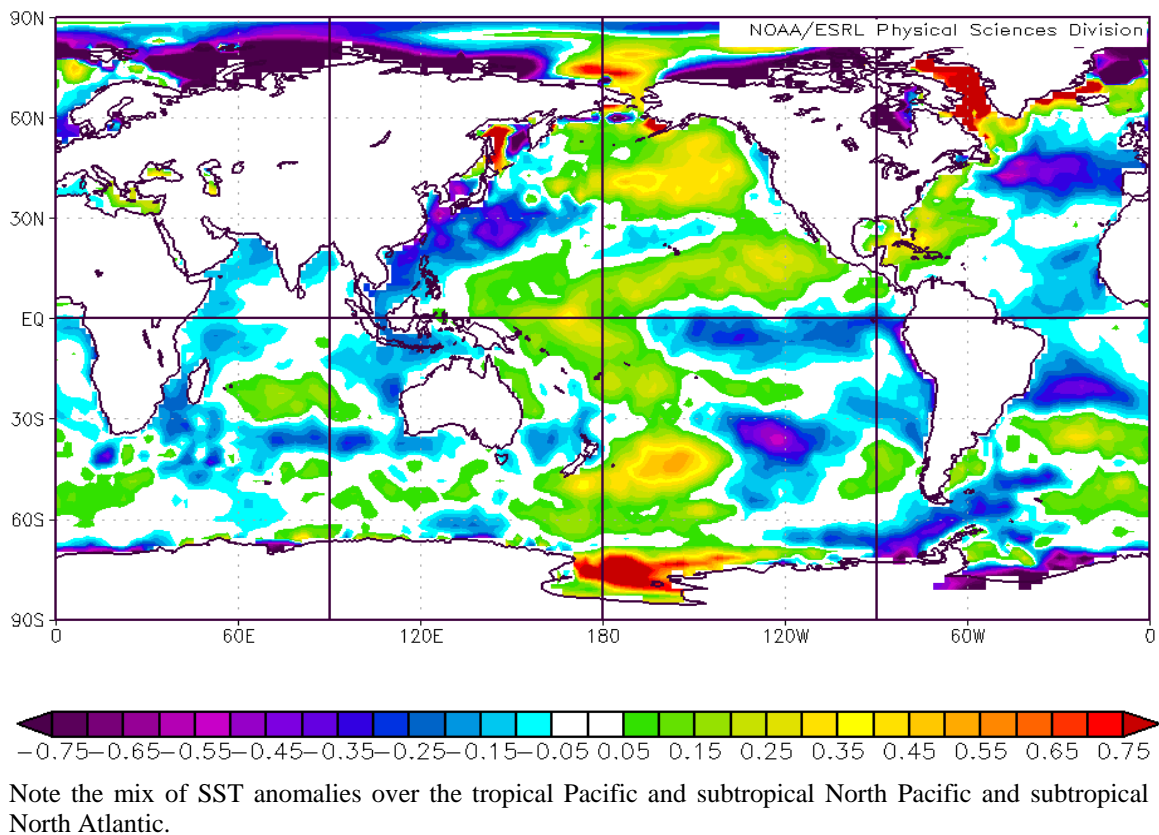 90N
NOAA/ESRL Physical Sciences Division
60N
30N
EQ
30S
60S
90S
0 60E 120E 180 120W 60W 0
-0.75 -0.65 -0.55 -0.45 -0.35 -0.25 -0.15 -0.05 0.05 0.15 0.25 0.35 0.45 0.55 0.65 0.75
Note the mix of SST anomalies over the tropical Pacific and subtropical North Pacific and subtropical
North Atlantic.